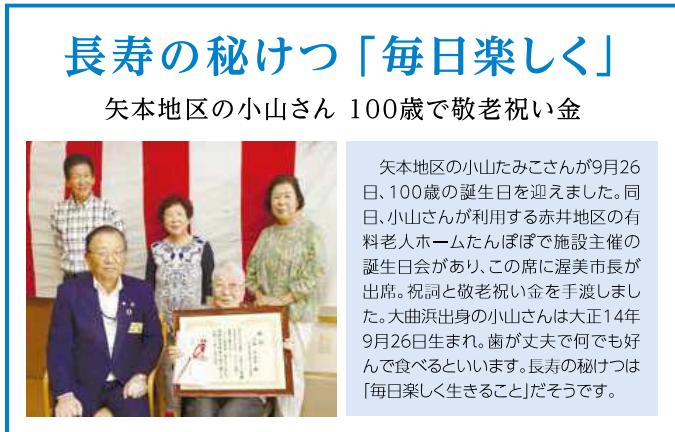 長寿の秘けつ「毎日楽しく」
矢本地区の小山さん 100歳で敬老祝い金
矢本地区の小山たみこさんが9月26
日、100歳の誕生日を迎えました。同
日、小山さんが利用する赤井地区の有
料老人ホームたんぽぽで施設主催の
誕生日会があり、この席に渥美市長が
出席。祝詞と敬老祝い金を手渡しまし
た。大曲浜出身の小山さんは大正14年
9月26日生まれ。歯が丈夫で何でも好
んで食べるといいます。長寿の秘けつは
「毎日楽しく生きること」だそうです。